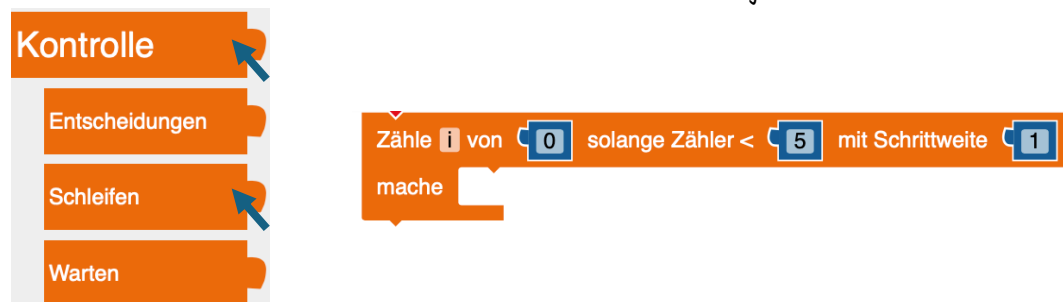 Kontrolle
Entscheidungen
Schleifen
Warten
Zähle i von 0 solange Zähler < 5 mit Schrittweite 1
mache